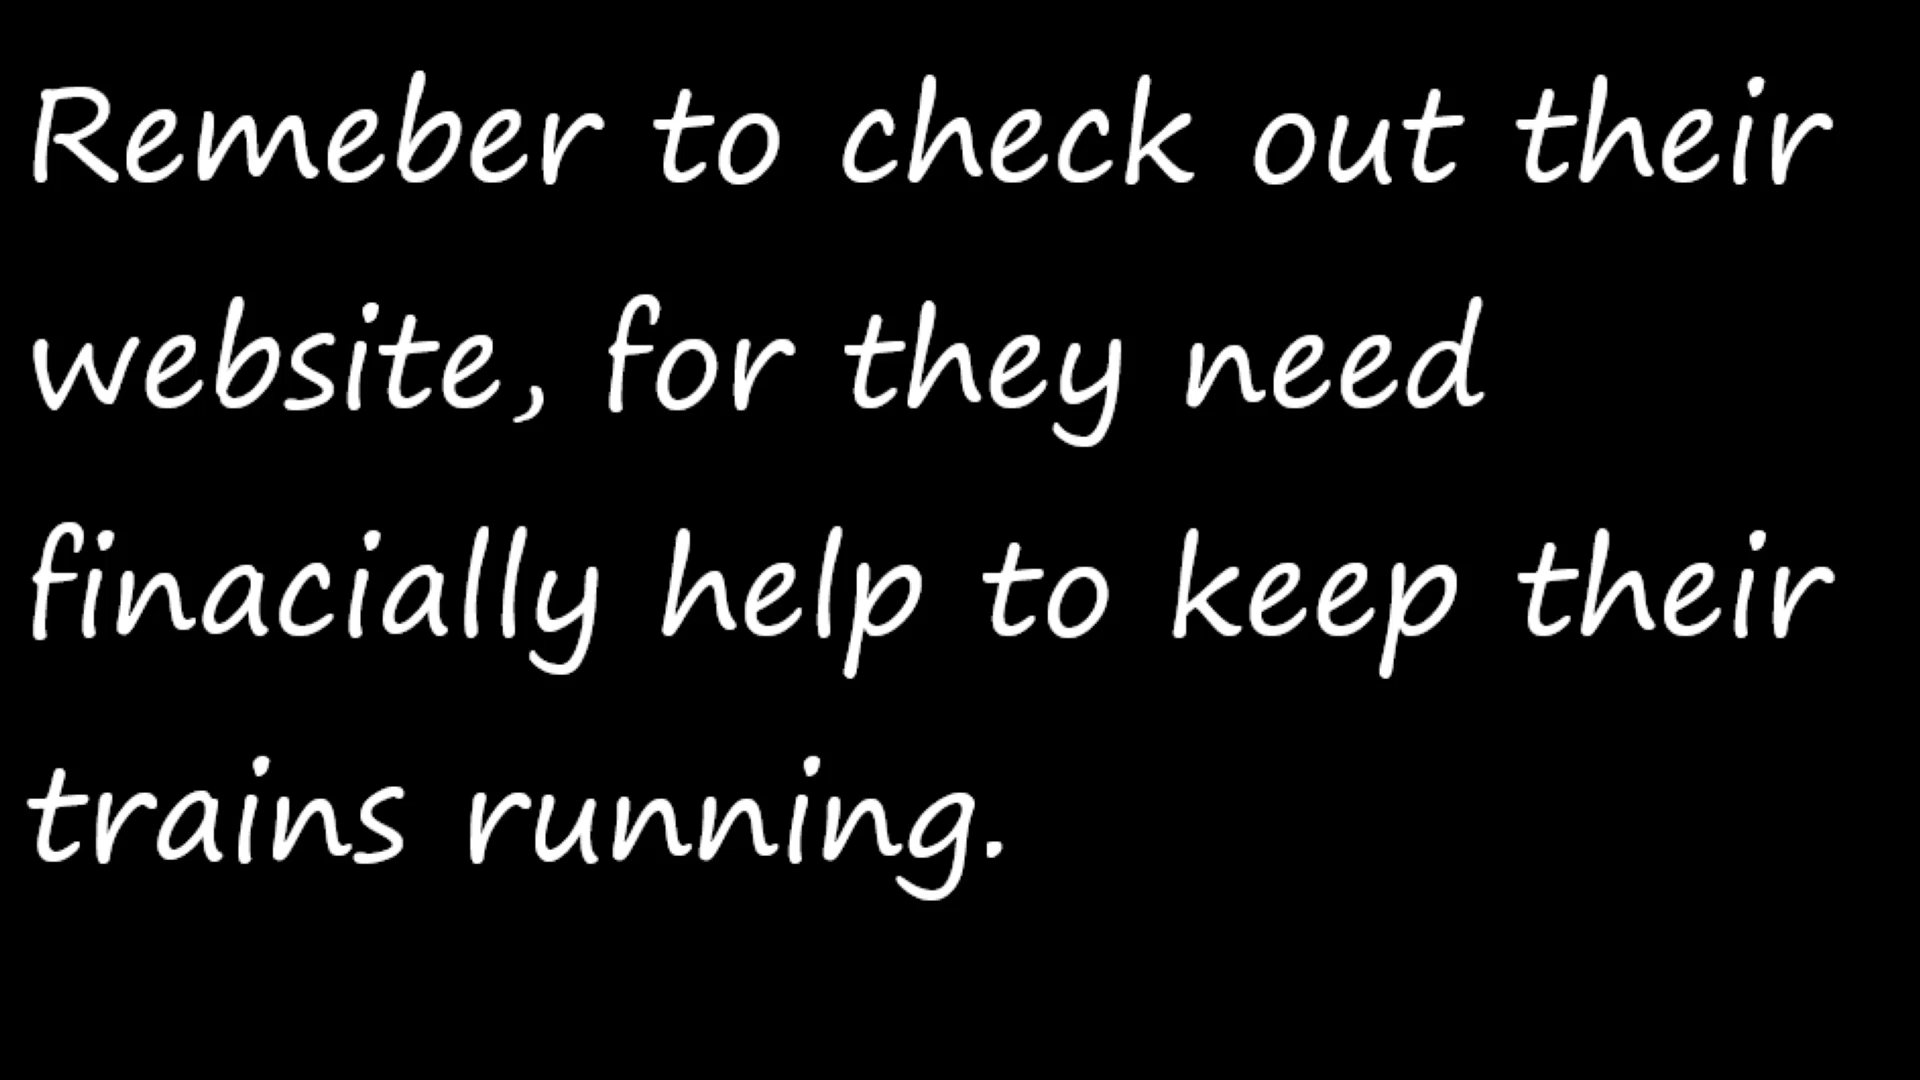 Remeber to check out their
website, for they need
finacially help to keep their
trains running.